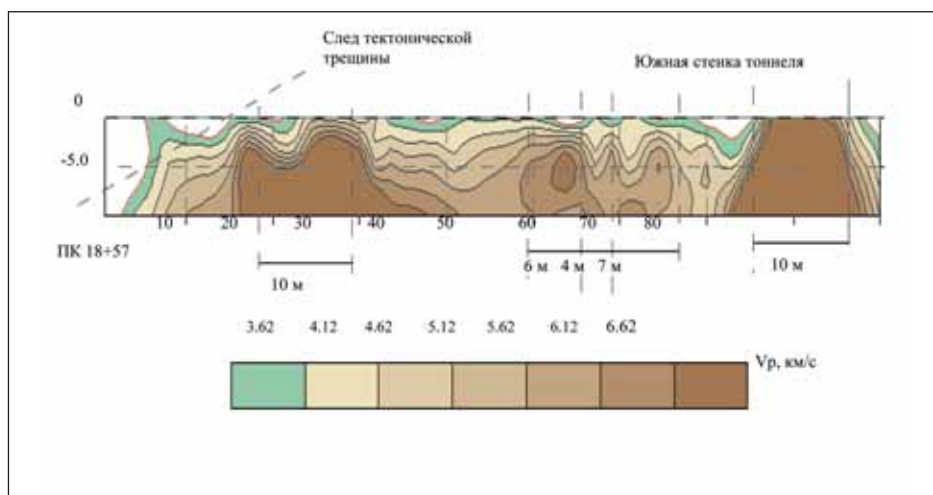 След тектонической
трещины
Южная стенка тоннеля
0
-5.0
10 20 30 40 50 60 70 80
ПК 18+57
6 м 4 м 7 м
10 м 10 м
3.62 4.12 4.62 5.12 5.62 6.12 6.62
Vp, км/с